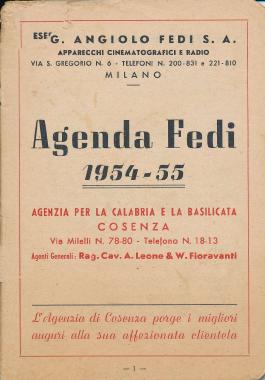 ESEᴿ G. ANGIOLO FEDI S. A.
APPARECCHI CINEMATOGRAFICI E RADIO
VIA S. GREGORIO N. 6 - TELEFONI N. 200-831 e 221-810
MILANO
Agenda Fedi
1954-55
AGENZIA PER LA CALABRIA E LA BASILICATA
COSENZA
Via Milelli N. 78-80 - Telefono N. 18-13
Agenti Generali: Rag. Cav. A. Leone & W. Fioravanti
L'Agenzia di Cosenza porge i migliori
auguri alla sua affezionata clientela
— 1 —